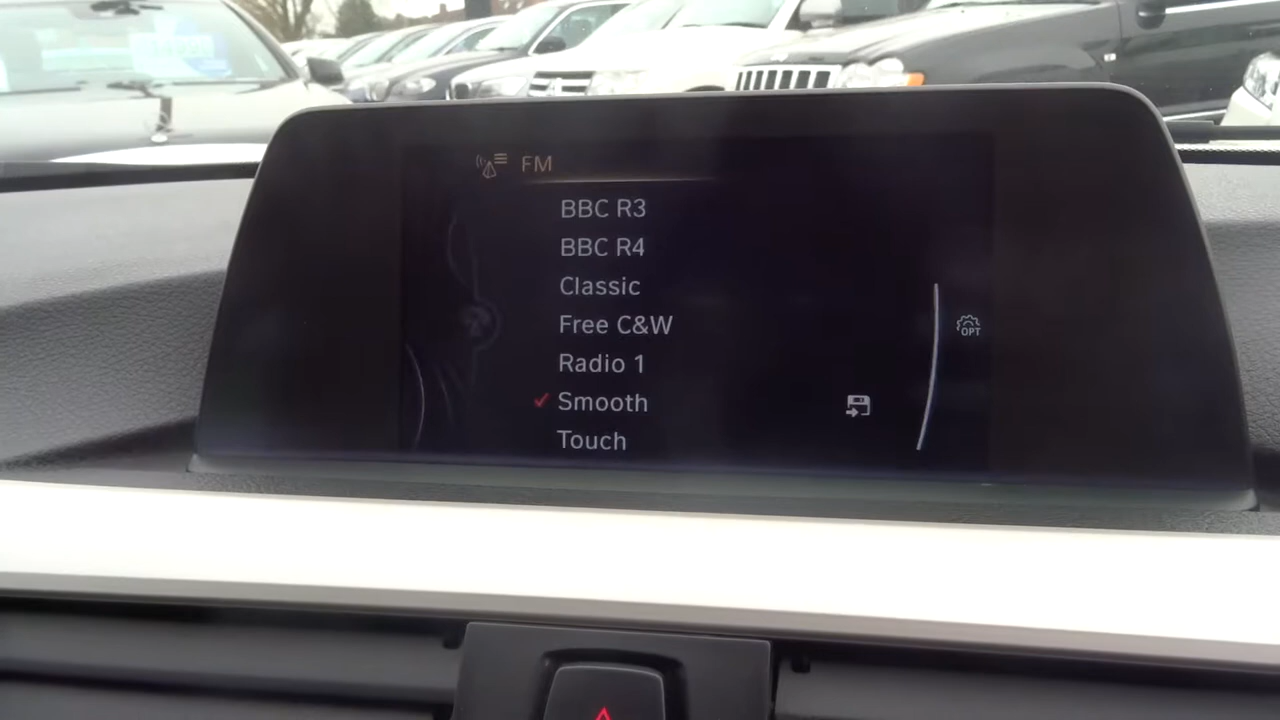 FM
BBC R3
BBC R4
Classic
Free C&W
OPT
Radio 1
Smooth
Touch